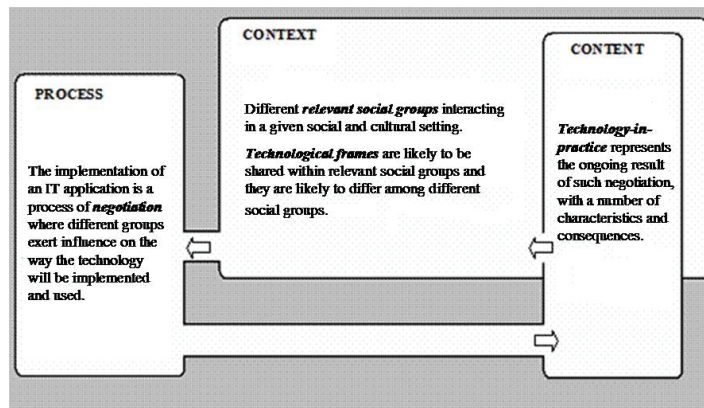 PROCESS
The implementation of
an IT application is a
process of negotiation
where different groups
exert influence on the
way the technology
will be implemented
and used.
CONTEXT
Different relevant social groups interacting
in a given social and cultural setting.
Technological frames are likely to be
shared within relevant social groups and
they are likely to differ among different
social groups.
CONTENT
Technology-in-
practice represents
the ongoing result
of such negotiation,
with a number of
characteristics and
consequences.